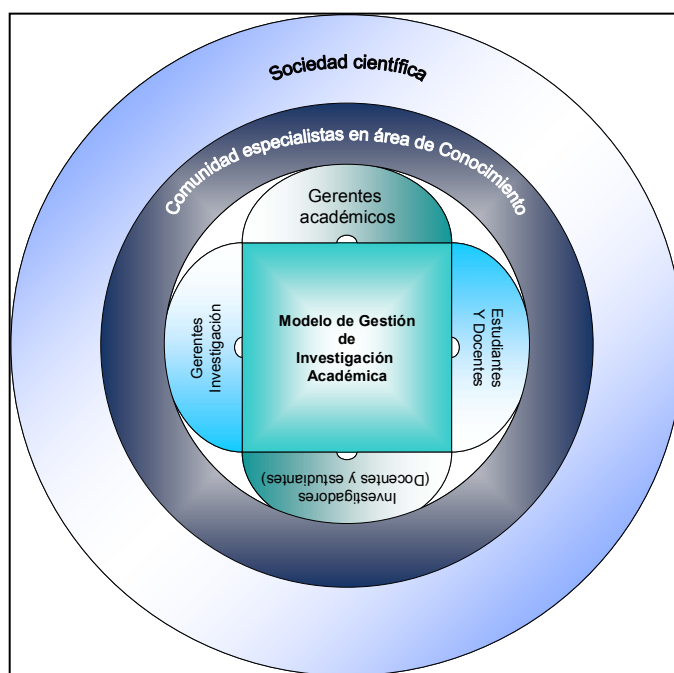 Sociedad científica
Comunidad especialistas en área de Conocimiento
Gerentes
académicos
Gerentes
Investigación
Modelo de Gestión
de
Investigación
Académica
Estudiantes
Y Docentes
Investigadores
(Docentes y estudiantes)